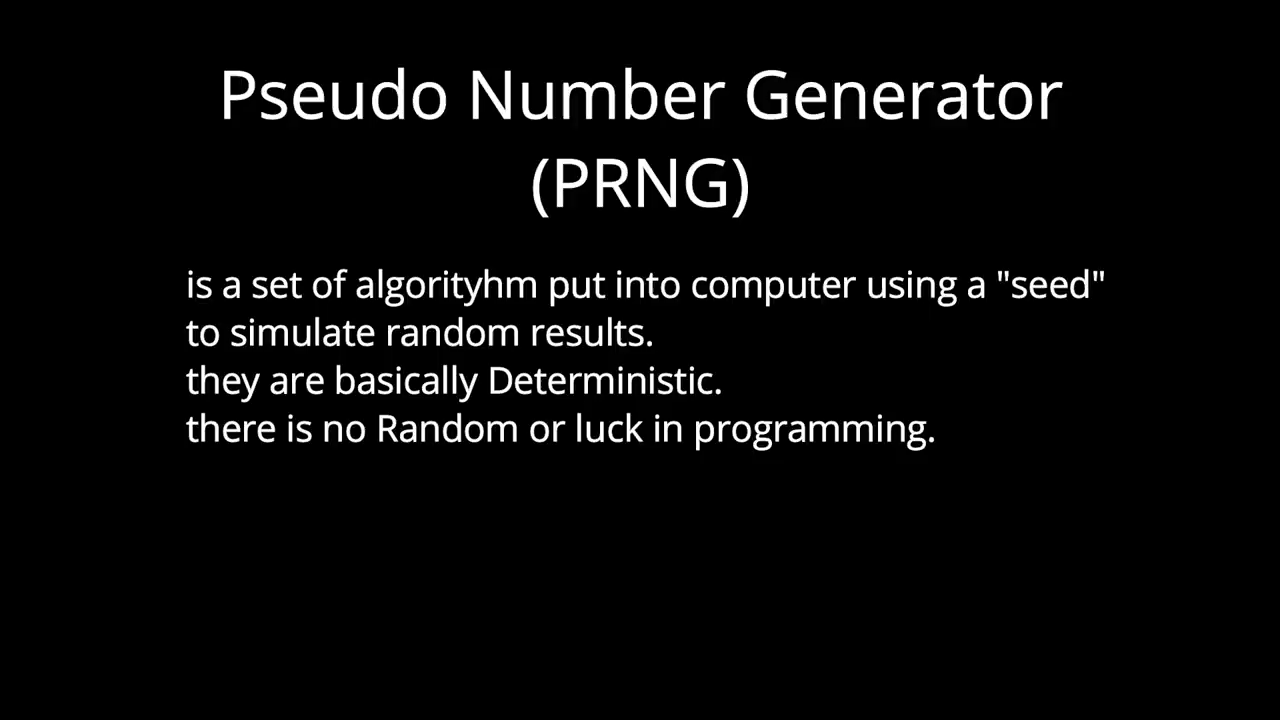 Pseudo Number Generator
(PRNG)
is a set of algorityhm put into computer using a "seed"
to simulate random results.
they are basically Deterministic.
there is no Random or luck in programming.